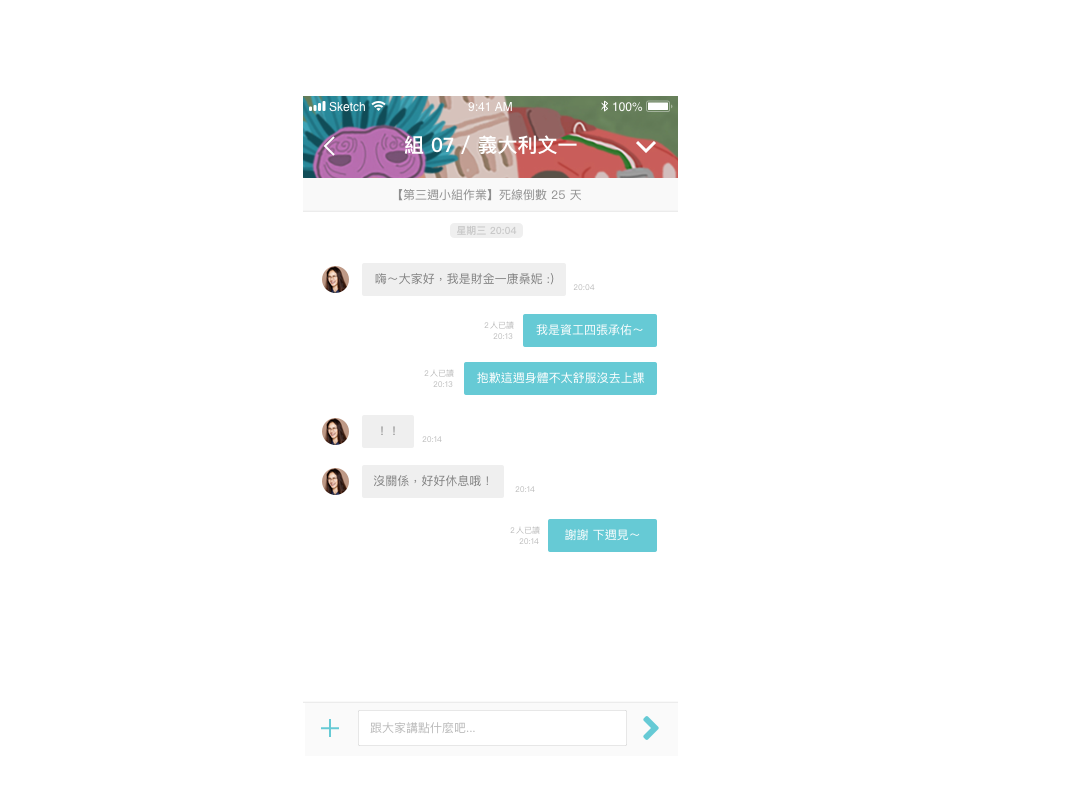 Sketch 9:41 AM 100%
組 07 / 義大利文一
【第三週小組作業】死線倒數 25 天
星期三 20:04
嗨～大家好，我是財金一康桑妮 :)
20:04
2 人已讀
20:13
我是資工四張承佑～
2 人已讀
20:13
抱歉這週身體不太舒服沒去上課
！！
20:14
沒關係，好好休息哦！
20:14
2 人已讀
20:14
謝謝 下週見～
跟大家講點什麼吧...